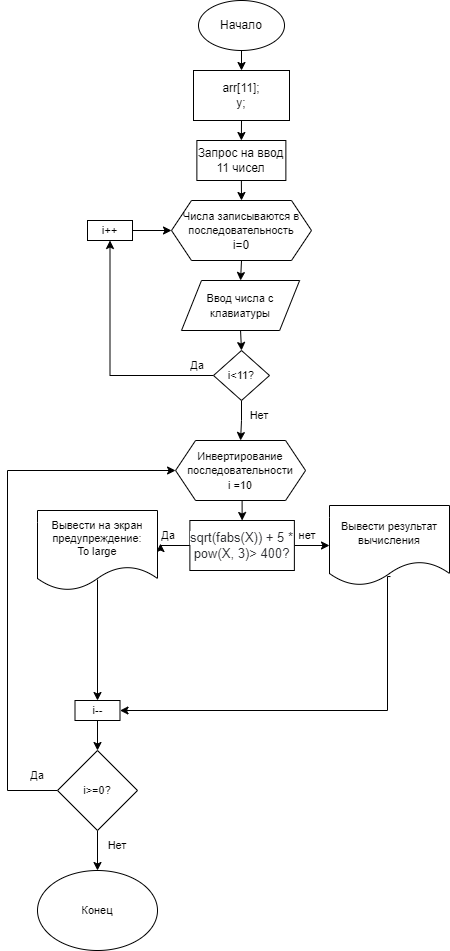 Начало
arr[11];
y;
Запрос на ввод
11 чисел
Числа записываются в
последовательность
i=0
i++
Ввод числа с
клавиатуры
Да
i<11?
Нет
Инвертирование
последовательности
i =10
Вывести на экран
предупреждение:
To large
Да
sqrt(fabs(X)) + 5 *
pow(X, 3)> 400?
нет
Вывести результат
вычисления
i--
Да
i>=0?
Нет
Конец